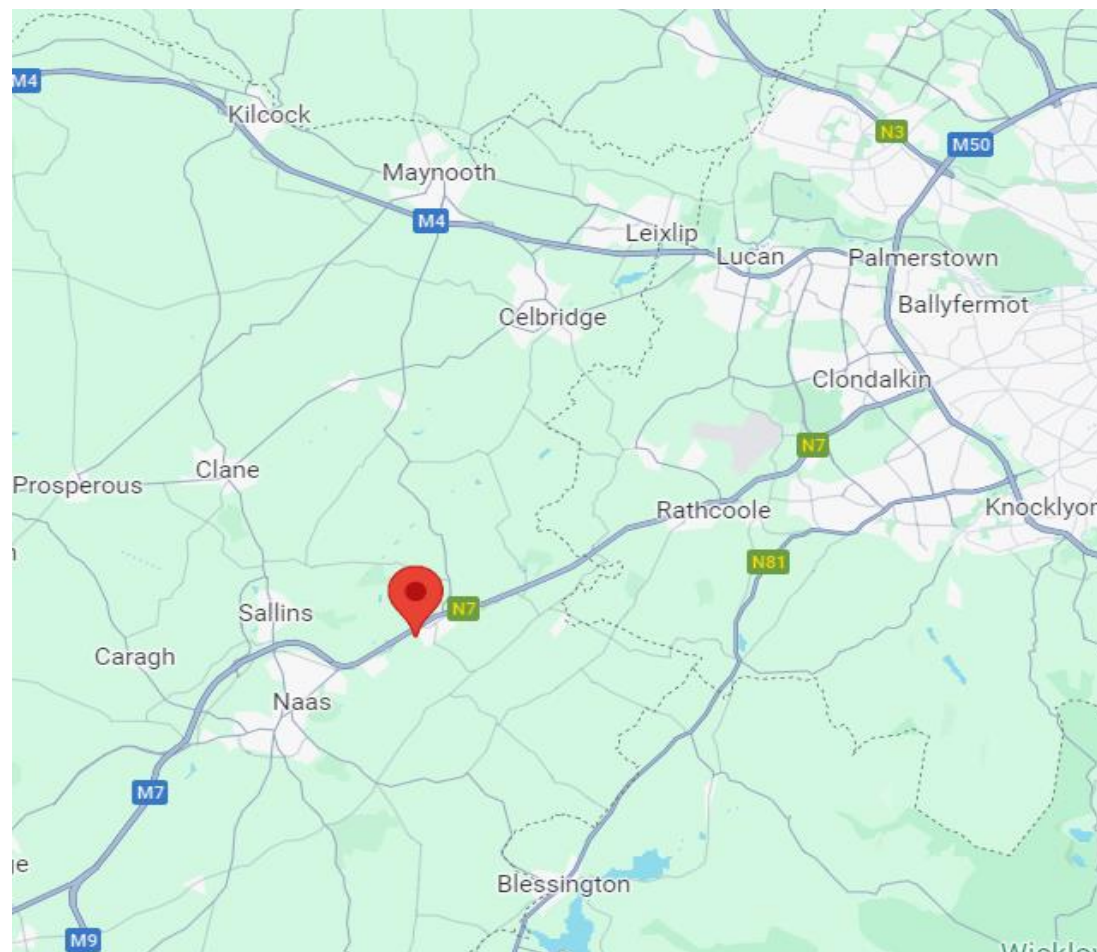 M4
Kilcock
N3
M50
Maynooth
M4
Leixlip
Lucan
Palmerstown
Ballyfermot
Celbridge
Clondalkin
N7
Clane
Prosperous
Rathcoole
Knocklyon
N81
Sallins
N7
Caragh
Naas
M7
Blessington
M9